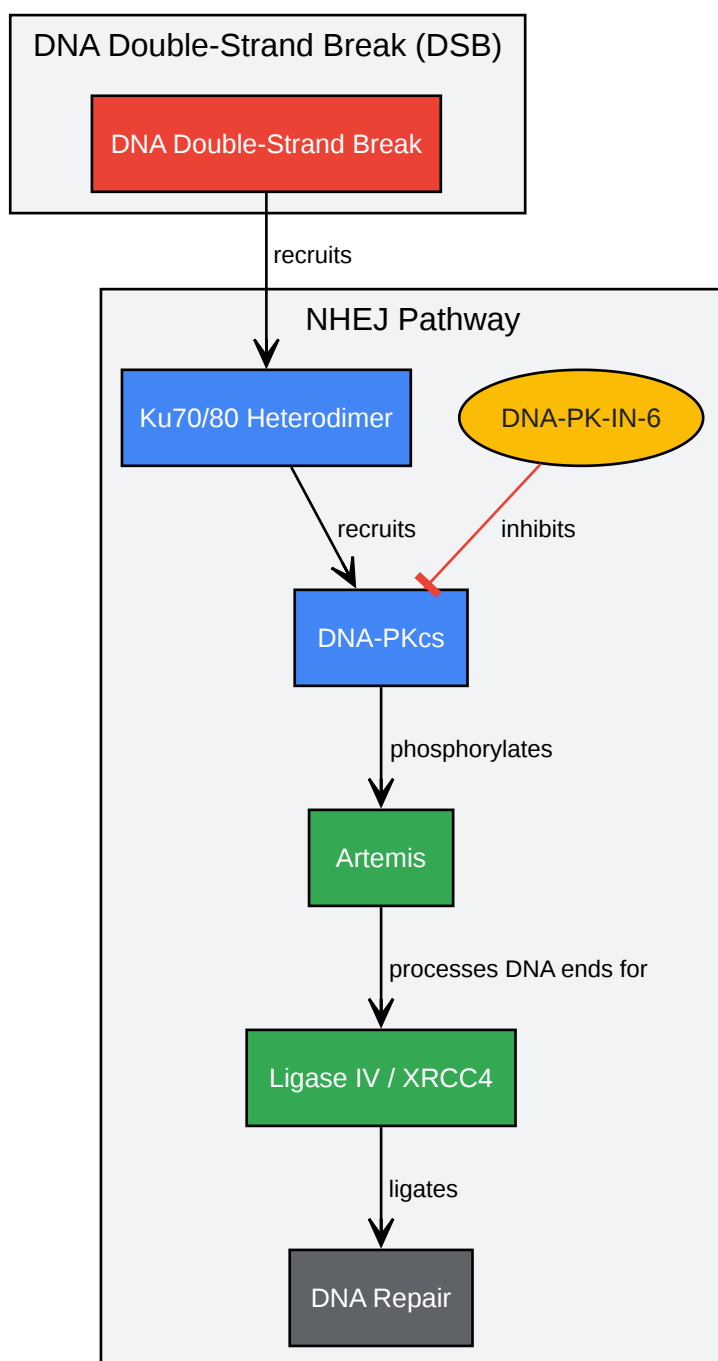 DNA Double-Strand Break (DSB)
DNA Double-Strand Break
recruits
NHEJ Pathway
Ku70/80 Heterodimer
DNA-PK-IN-6
recruits
inhibits
DNA-PKcs
phosphorylates
Artemis
processes DNA ends for
Ligase IV / XRCC4
ligates
DNA Repair